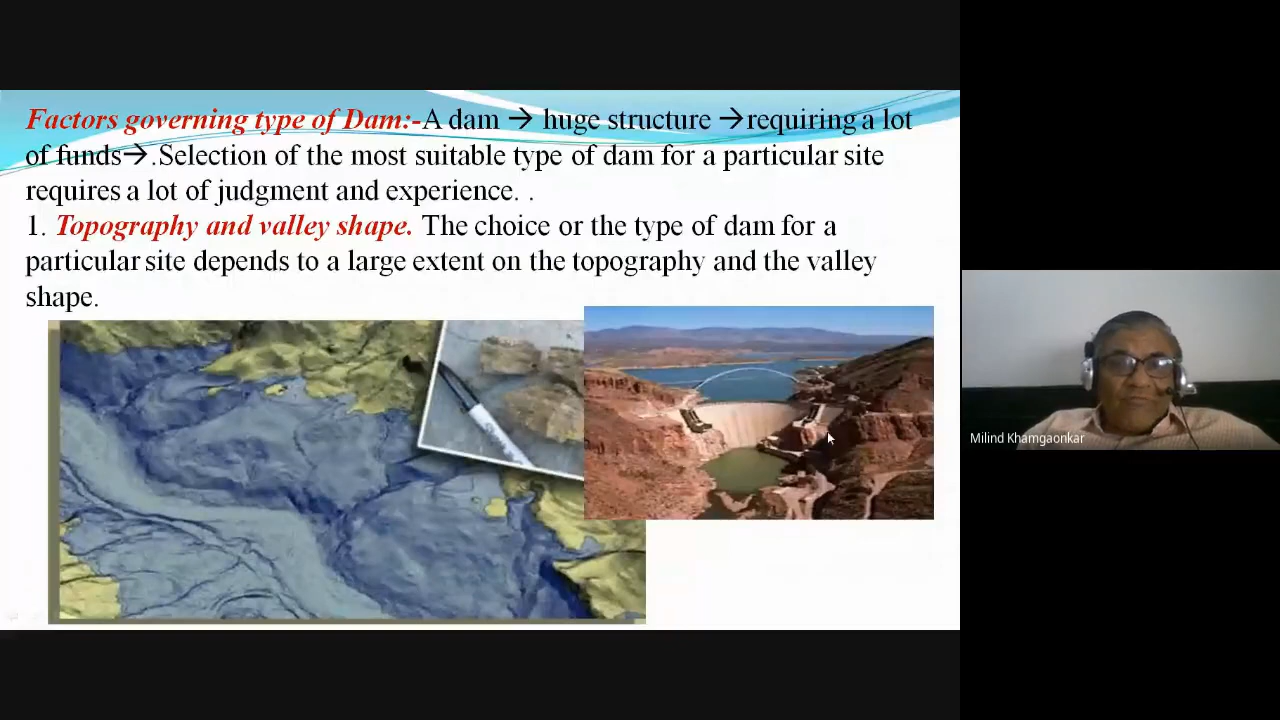 Factors governing type of Dam:-A dam → huge structure →requiring a lot
of funds→.Selection of the most suitable type of dam for a particular site
requires a lot of judgment and experience. .
1. Topography and valley shape. The choice or the type of dam for a
particular site depends to a large extent on the topography and the valley
shape.
Milind Khamgaonkar